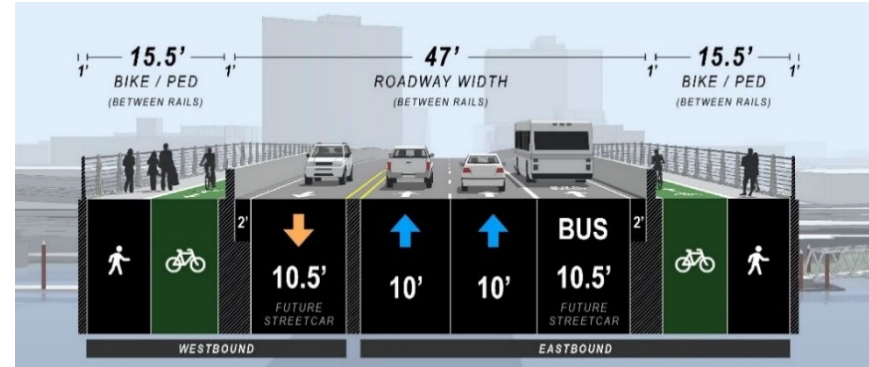 15.5’
47’
15.5’
1’
BIKE / PED
1’
ROADWAY WIDTH
1’
BIKE / PED
1’
(BETWEEN RAILS)
(BETWEEN RAILS)
(BETWEEN RAILS)
2’
BUS
2’
10.5’
10’
10’
10.5’
FUTURE
STREETCAR
FUTURE
STREETCAR
WESTBOUND
EASTBOUND